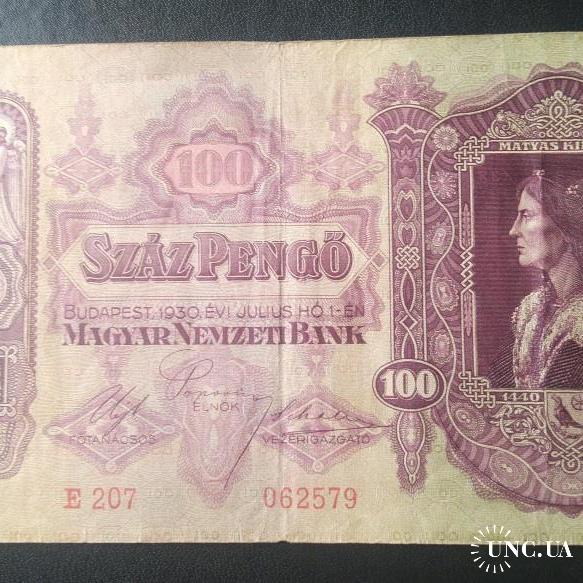 100
SZÁZ PENGŐ
BUDAPEST, 1930. ÉVI JULIUS HÓ 1-ÉN
MAGYAR NEMZETI BANK
ELNÖK
FŐTANÁCSOS
VEZÉRIGAZGATÓ
E 207
062579
MATYAS KI
100
1440
UNC.UA